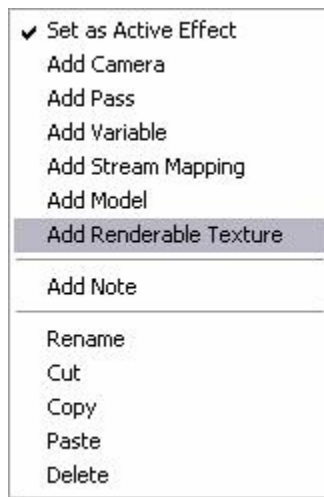 Set as Active Effect
Add Camera
Add Pass
Add Variable
Add Stream Mapping
Add Model
Add Renderable Texture
Add Note
Rename
Cut
Copy
Paste
Delete